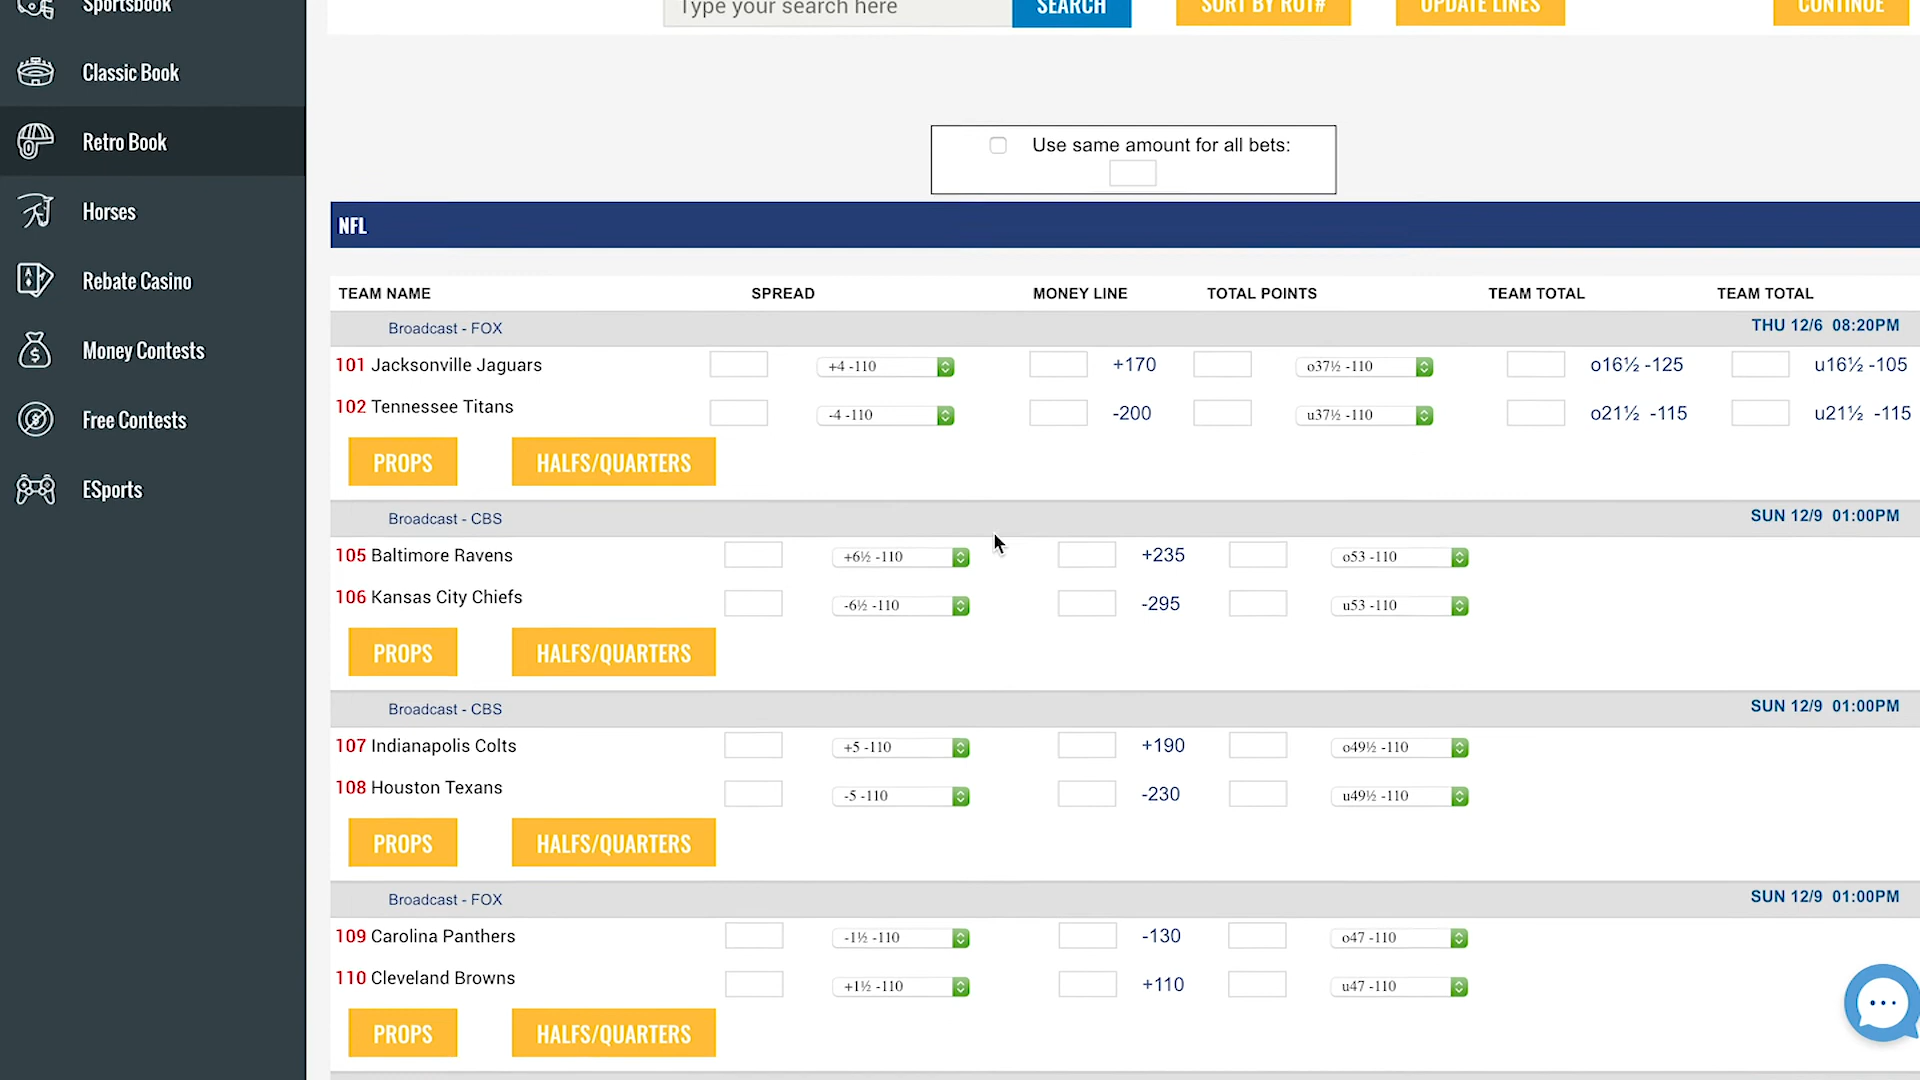 Sportsbook
Type your search here
SEARCH
SORT BY ROT#
UPDATE LINES
CONTINUE
Classic Book
Retro Book
Horses
Rebate Casino
Money Contests
Free Contests
ESports
Use same amount for all bets:
NFL
TEAM NAME SPREAD MONEY LINE TOTAL POINTS TEAM TOTAL TEAM TOTAL
Broadcast - FOX THU 12/6 08:20PM
101 Jacksonville Jaguars +4 -110 +170 o37½ -110 o16½ -125 u16½ -105
102 Tennessee Titans -4 -110 -200 u37½ -110 o21½ -115 u21½ -115
PROPS HALFS/QUARTERS
Broadcast - CBS SUN 12/9 01:00PM
105 Baltimore Ravens +6½ -110 +235 o53 -110
106 Kansas City Chiefs -6½ -110 -295 u53 -110
PROPS HALFS/QUARTERS
Broadcast - CBS SUN 12/9 01:00PM
107 Indianapolis Colts +5 -110 +190 o49½ -110
108 Houston Texans -5 -110 -230 u49½ -110
PROPS HALFS/QUARTERS
Broadcast - FOX SUN 12/9 01:00PM
109 Carolina Panthers -1½ -110 -130 o47 -110
110 Cleveland Browns +1½ -110 +110 u47 -110
PROPS HALFS/QUARTERS